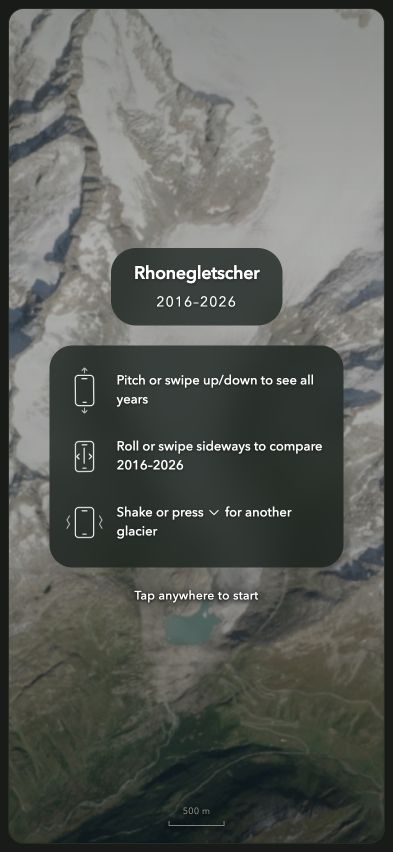 Rhonegletscher
2016–2026
Pitch or swipe up/down to see all
years
Roll or swipe sideways to compare
2016–2026
Shake or press for another
glacier
Tap anywhere to start
500 m